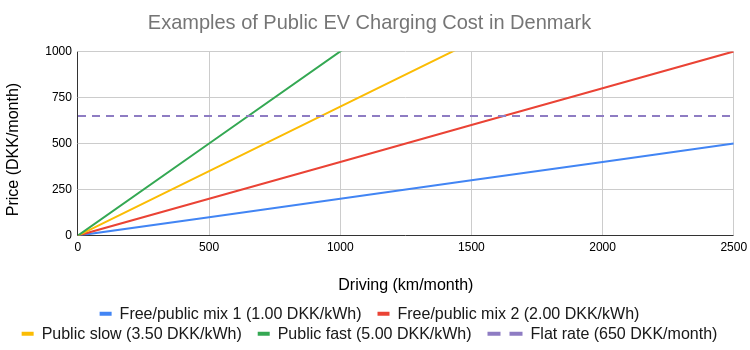 Examples of Public EV Charging Cost in Denmark
Price (DKK/month)
1000
750
500
250
0
0 500 1000 1500 2000 2500
Driving (km/month)
Free/public mix 1 (1.00 DKK/kWh) Free/public mix 2 (2.00 DKK/kWh)
Public slow (3.50 DKK/kWh) Public fast (5.00 DKK/kWh) Flat rate (650 DKK/month)